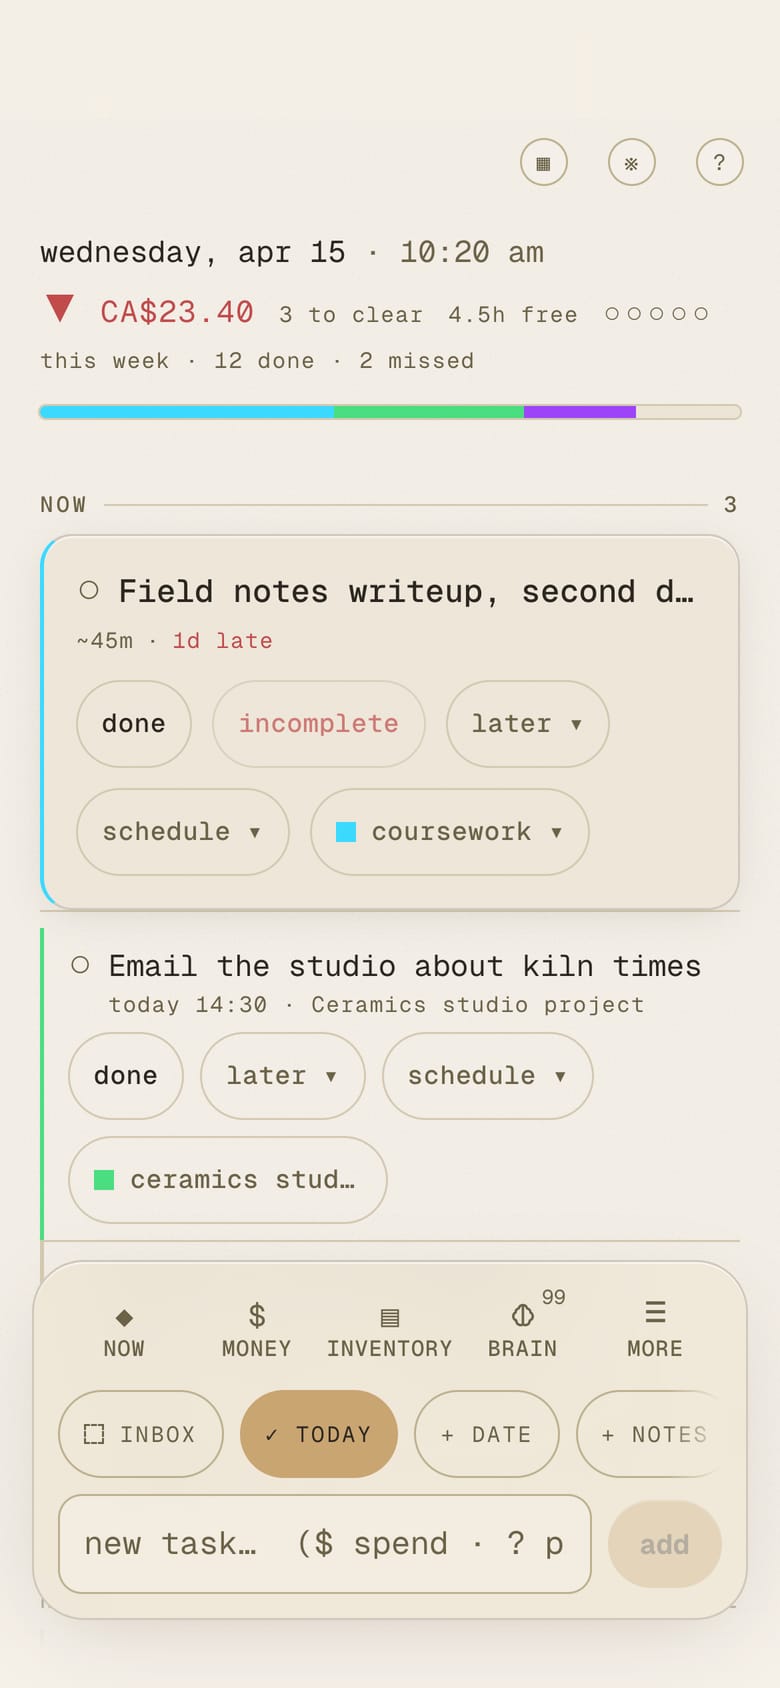 ?
wednesday, apr 15 · 10:20 am
▼ CA$23.40 3 to clear 4.5h free ○○○○○
this week · 12 done · 2 missed
NOW 3
Field notes writeup, second d…
~45m · 1d late
done incomplete later ▾
schedule ▾ coursework ▾
Email the studio about kiln times
today 14:30 · Ceramics studio project
done later ▾ schedule ▾
ceramics stud…
99
NOW $ MONEY INVENTORY BRAIN MORE
INBOX ✓ TODAY + DATE + NOTES
new task… ($ spend · ? p add